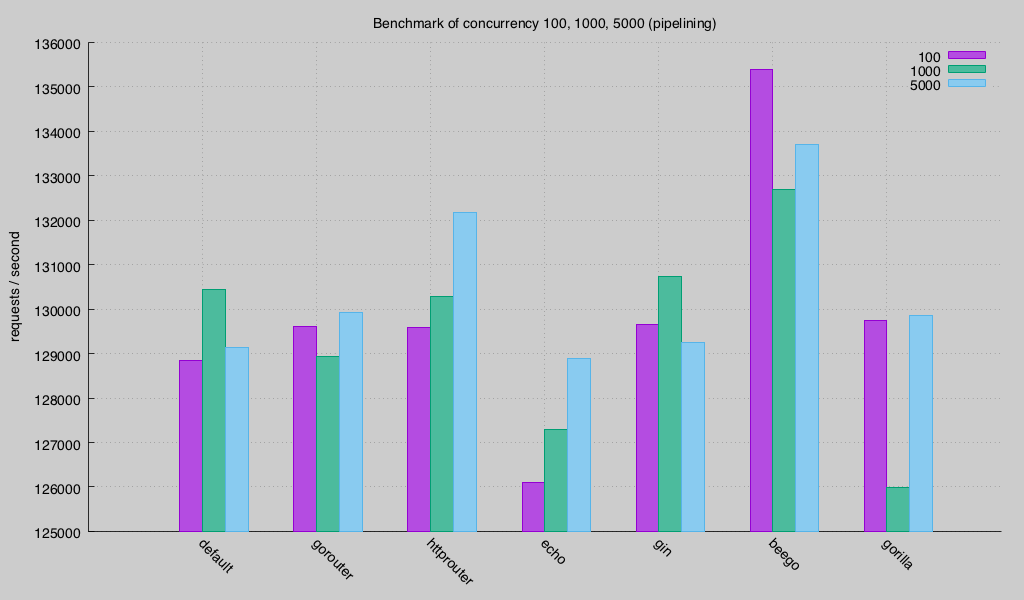 Benchmark of concurrency 100, 1000, 5000 (pipelining)
100
1000
5000
requests / second
136000
135000
134000
133000
132000
131000
130000
129000
128000
127000
126000
125000
default
gorouter
httprouter
echo
gin
beego
gorilla